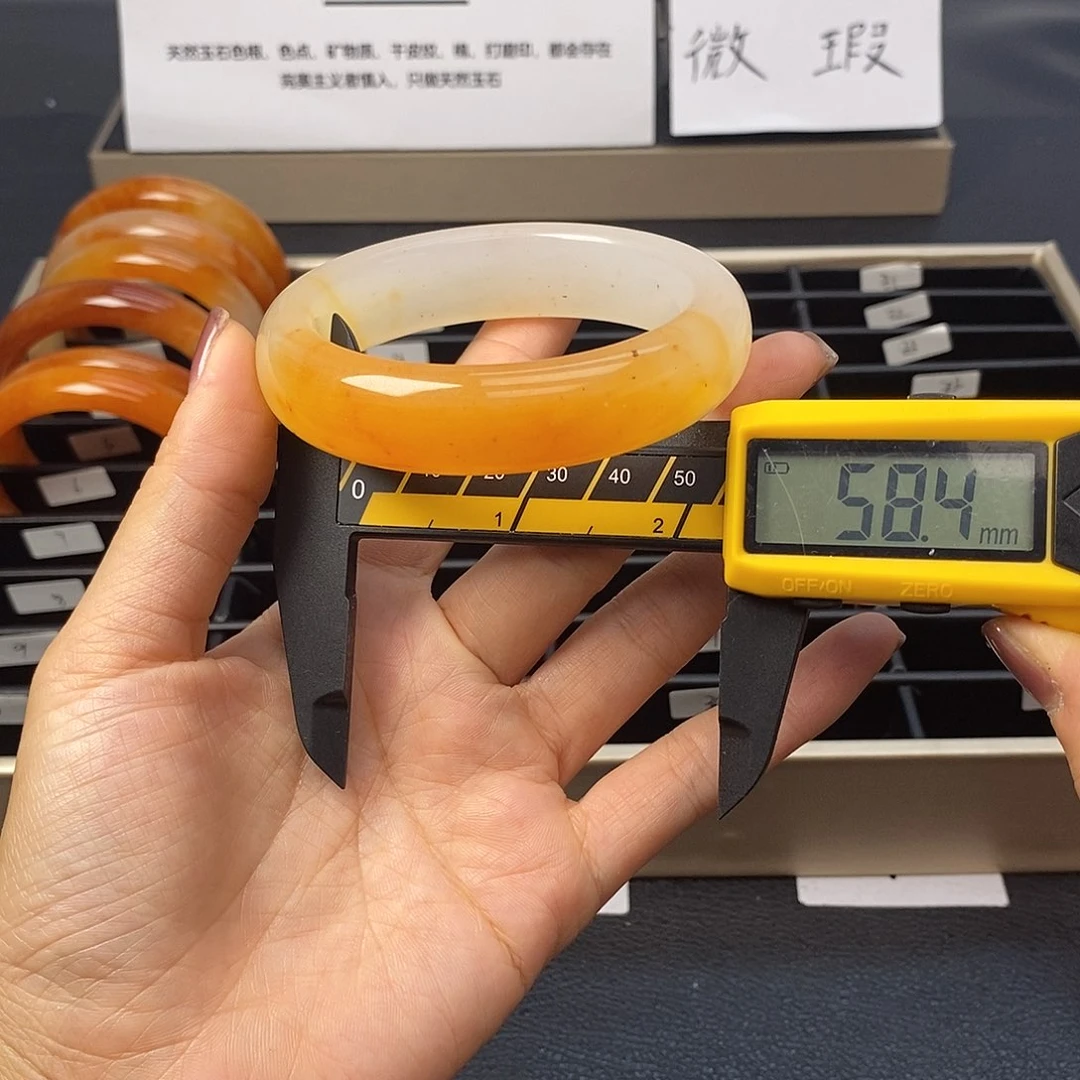 天然玉石色根、色点、矿物质、干皮纹、棉、打磨印，都会存在
完美主义者慎入，只做天然玉石
微 瑕
0 10 20 30 40 50
1 2
58.4 mm
OFF/ON ZERO